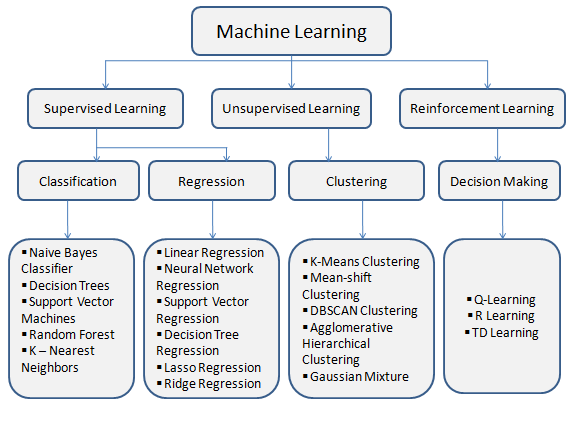 Machine Learning
Supervised Learning
Unsupervised Learning
Reinforcement Learning
Classification
Regression
Clustering
Decision Making
▪ Naive Bayes
Classifier
▪ Decision Trees
▪ Support Vector
Machines
▪ Random Forest
▪ K – Nearest
Neighbors
▪ Linear Regression
▪ Neural Network
Regression
▪ Support Vector
Regression
▪ Decision Tree
Regression
▪ Lasso Regression
▪ Ridge Regression
▪ K-Means Clustering
▪ Mean-shift
Clustering
▪ DBSCAN Clustering
▪ Agglomerative
Hierarchical
Clustering
▪ Gaussian Mixture
▪ Q-Learning
▪ R Learning
▪ TD Learning